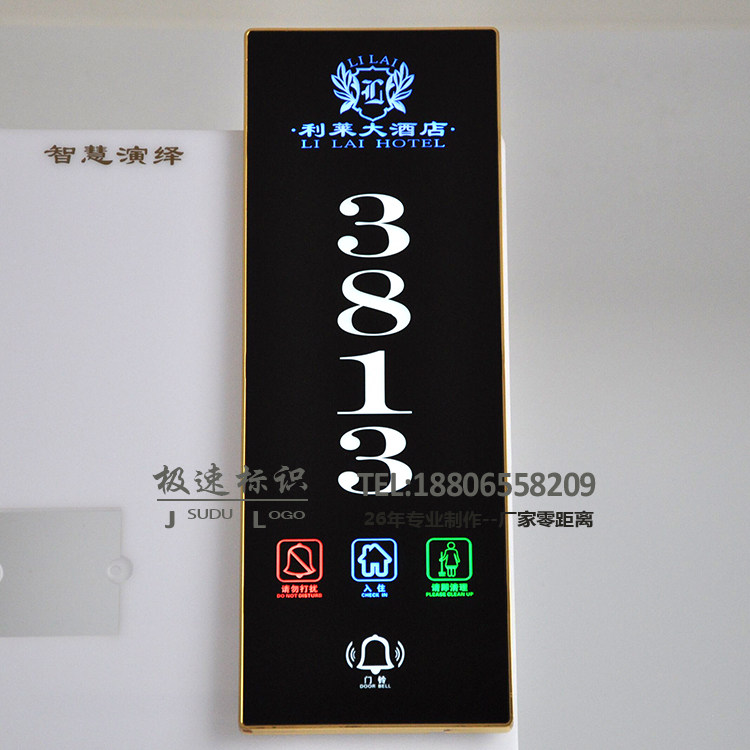 LI LAI
L
·利莱大酒店·
LI LAI HOTEL
智慧演绎
3
8
1
3
极速标识
JSUDU LOGO
TEL:18806558209
26年专业制作--厂家零距离
请勿打扰
DO NOT DISTURB
入住
CHECK IN
请即清理
PLEASE CLEAN UP
门铃
DOOR BELL